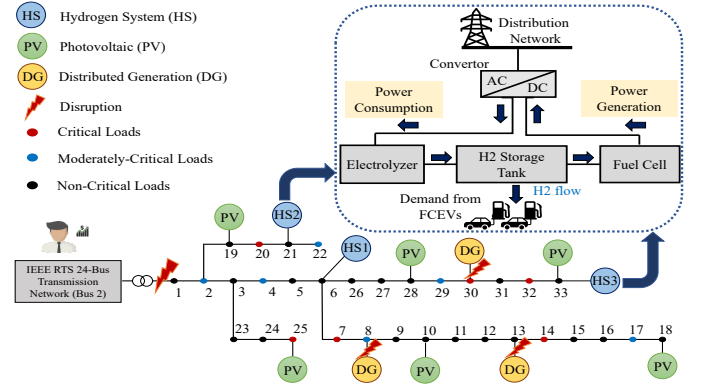 HS Hydrogen System (HS)
PV Photovoltaic (PV)
DG Distributed Generation (DG)
Disruption
Critical Loads
Moderately-Critical Loads
Non-Critical Loads
Distribution
Network
Convertor
AC
DC
Power
Consumption
Power
Generation
Electrolyzer
H2 Storage
Tank
Fuel Cell
H2 flow
Demand from
FCEVs
PV
HS2
19 20 21 22
HS1
PV
DG
PV
HS3
IEEE RTS 24-Bus
Transmission
Network (Bus 2)
1 2 3 4 5 6 26 27 28 29 30 31 32 33
23 24 25
7 8 9 10 11 12 13 14 15 16 17 18
PV
DG
PV
DG
PV